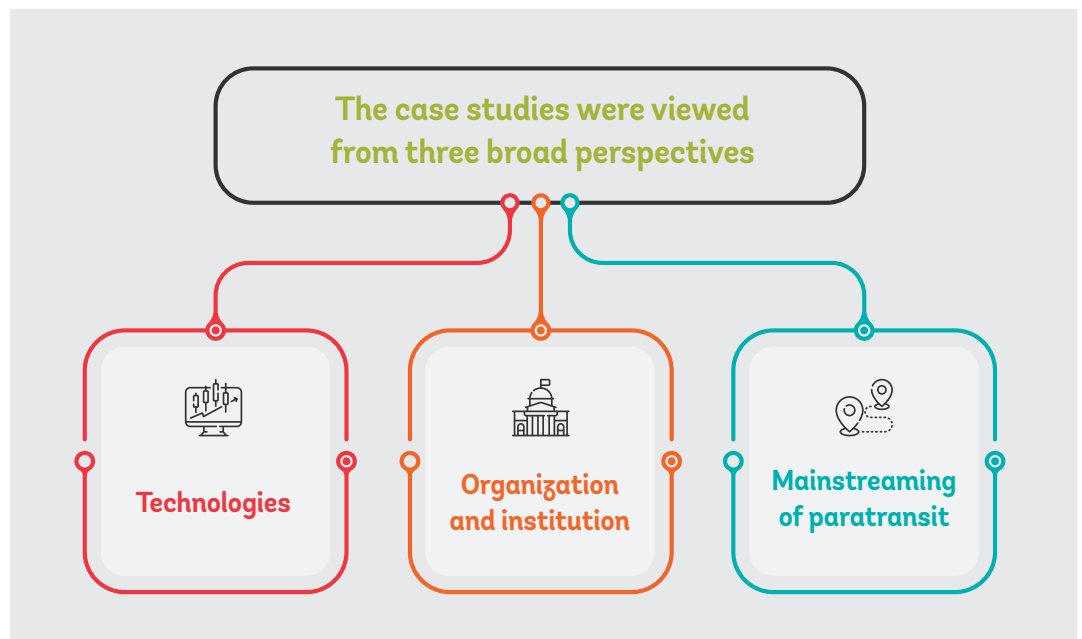 The case studies were viewed
from three broad perspectives
Technologies
Organization
and institution
Mainstreaming
of paratransit